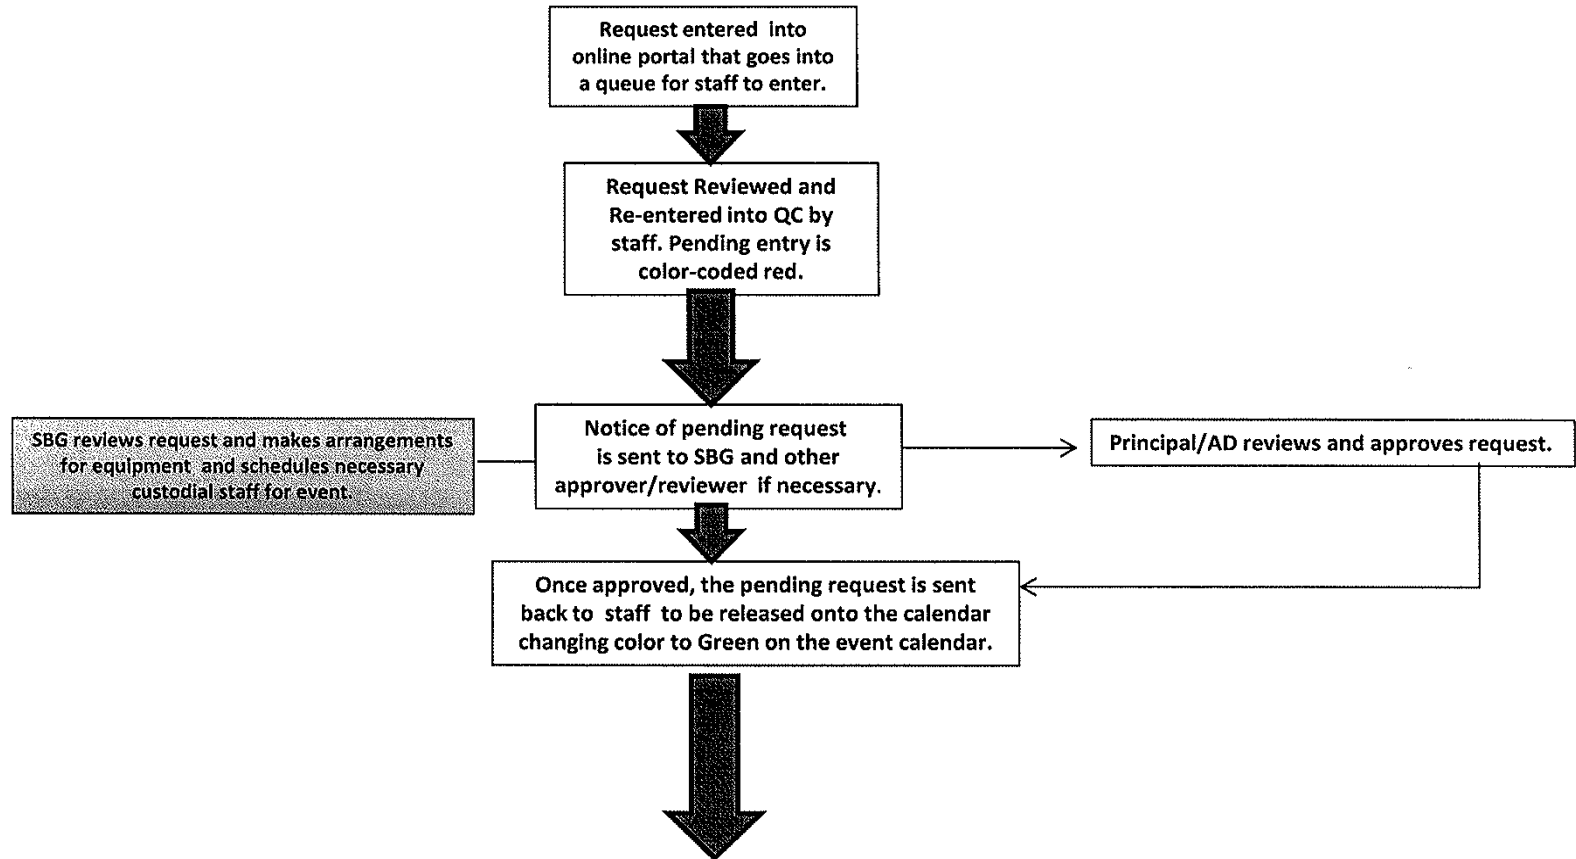 Request entered into
online portal that goes into
a queue for staff to enter.
Request Reviewed and
Re-entered into QC by
staff. Pending entry is
color-coded red.
SBG reviews request and makes arrangements
for equipment and schedules necessary
custodial staff for event.
Notice of pending request
is sent to SBG and other
approver/reviewer if necessary.
Principal/AD reviews and approves request.
Once approved, the pending request is sent
back to staff to be released onto the calendar
changing color to Green on the event calendar.